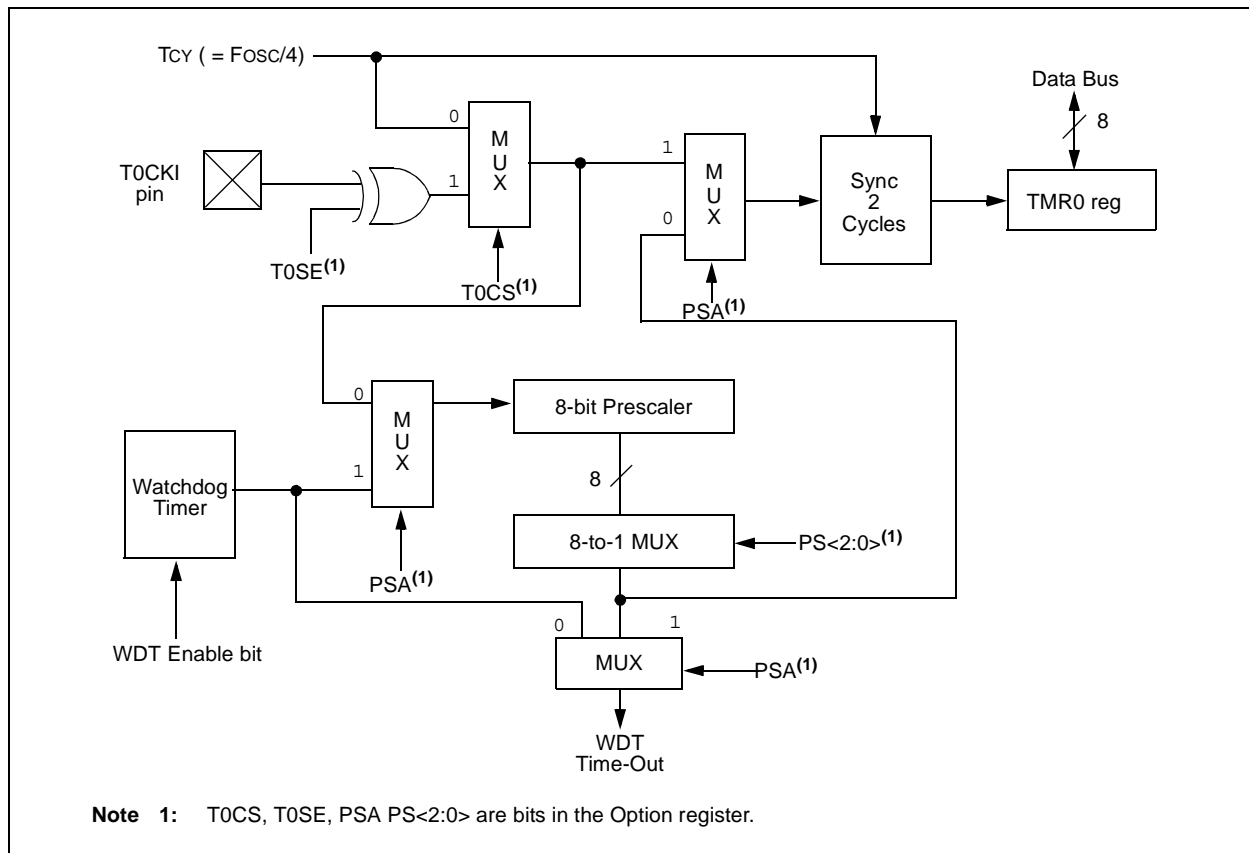 TCY ( = FOSC/4)
Data Bus
0
M
U
X
8
T0CKI
pin
1
1
M
U
X
Sync
2
Cycles
TMR0 reg
0
T0SE(1)
T0CS(1)
PSA(1)
0
M
U
X
8-bit Prescaler
Watchdog
Timer
1
8
8-to-1 MUX
PS<2:0>(1)
PSA(1)
0
1
WDT Enable bit
MUX
PSA(1)
WDT
Time-Out
Note 1: T0CS, T0SE, PSA PS<2:0> are bits in the Option register.